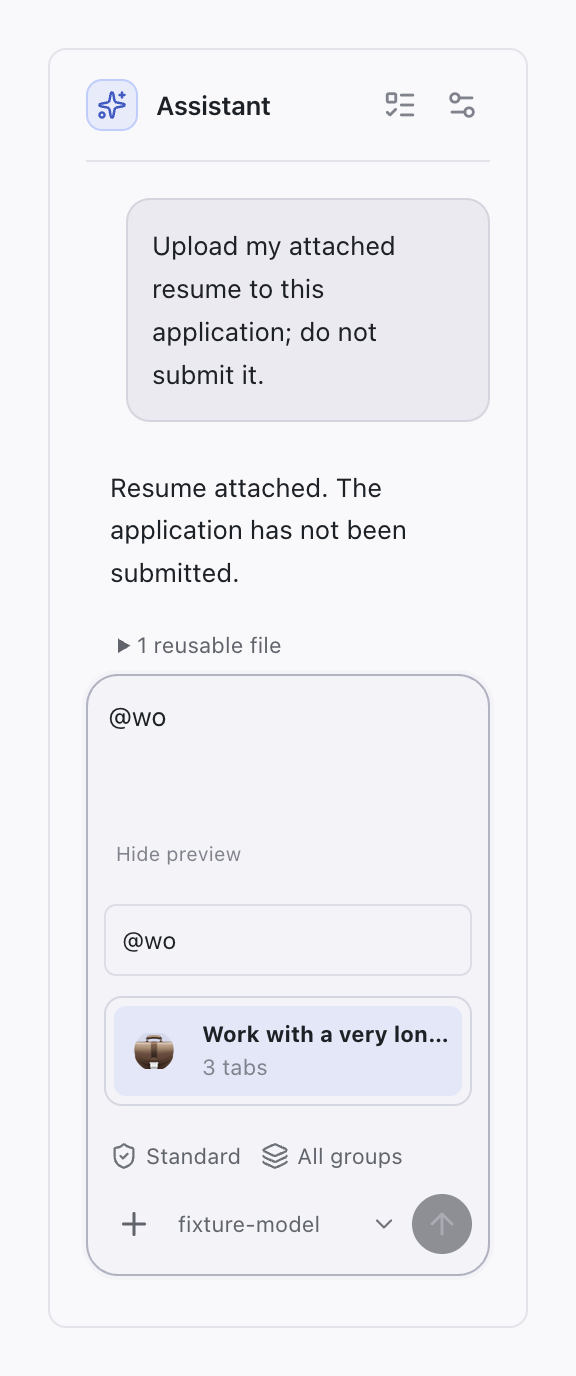 Assistant
Upload my attached
resume to this
application; do not
submit it.
Resume attached. The
application has not been
submitted.
1 reusable file
@wo
Hide preview
@wo
Work with a very lon...
3 tabs
Standard All groups
fixture-model